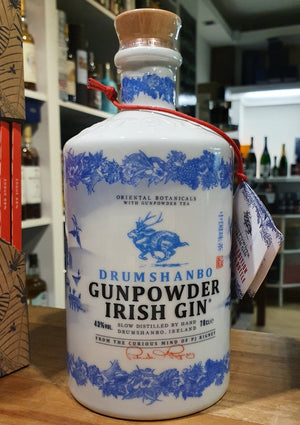 ORIENTAL BOTANICALS
WITH GUNPOWDER TEA
DRUMSHANBO
GUNPOWDER
IRISH GIN®
43%VOL. SLOW DISTILLED BY HAND 70cl℮
DRUMSHANBO, IRELAND
FROM THE CURIOUS MIND OF PJ RIGNEY